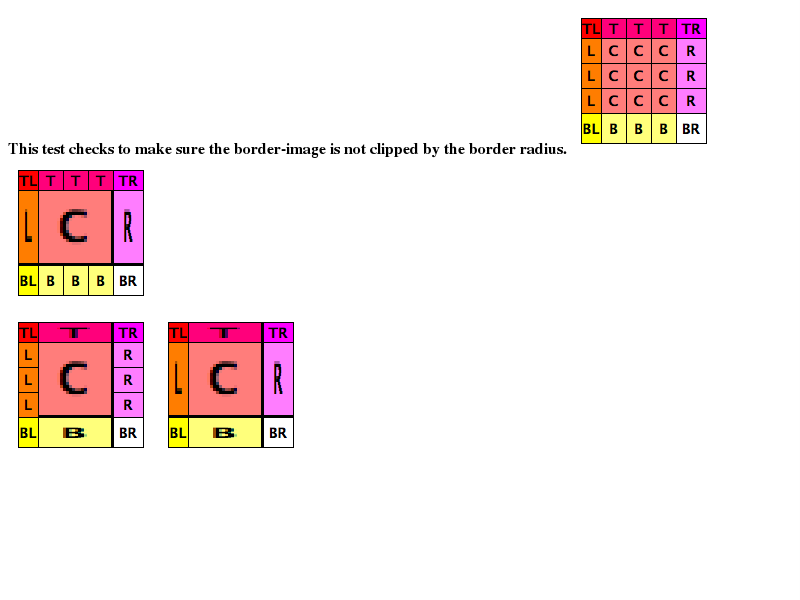 TL T T T TR
L C C C R
L C C C R
L C C C R
BL B B B BR
This test checks to make sure the border-image is not clipped by the border radius.
TL T T T TR
L C R
BL B B B BR
TL T TR
L R
L C R
L R
BL B BR
TL T TR
L C R
BL B BR